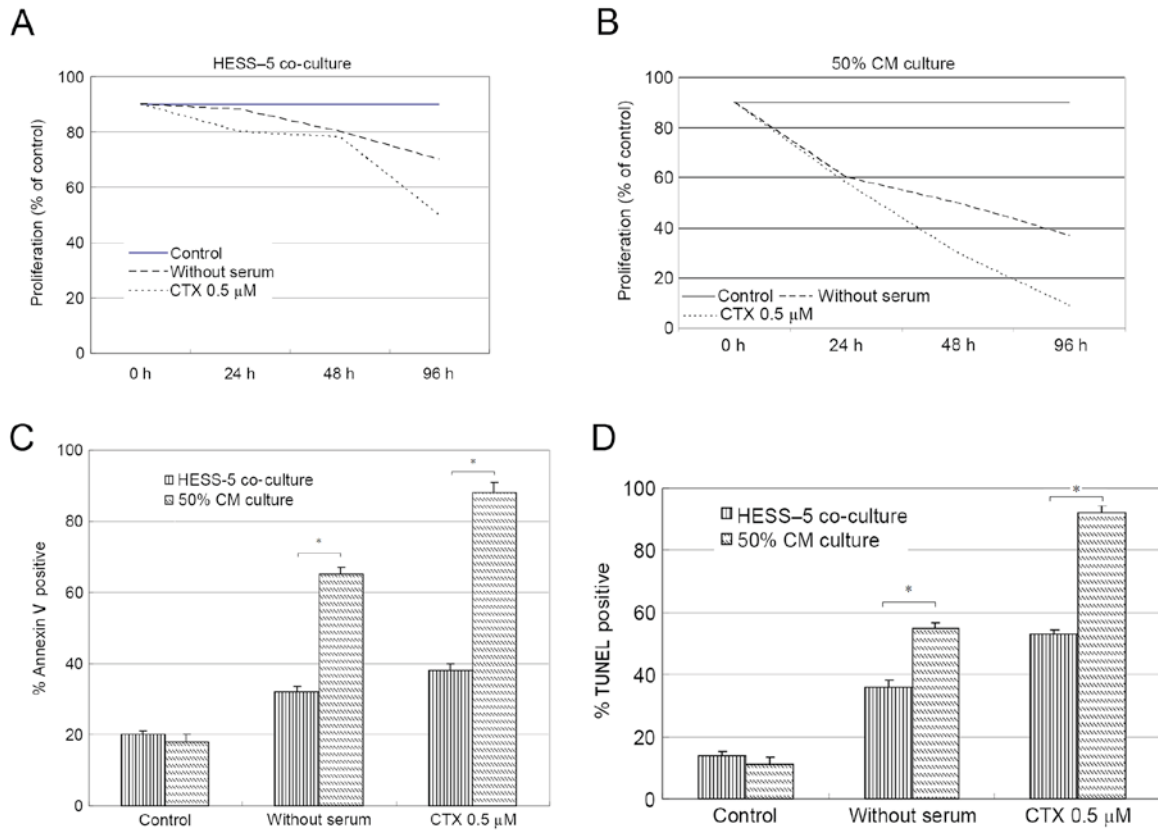 A
HESS–5 co-culture
Proliferation (% of control)
100
80
60
40
20
0
Control
Without serum
CTX 0.5 μM
0 h 24 h 48 h 96 h
B
50% CM culture
Proliferation (% of control)
100
80
60
40
20
0
Control Without serum
CTX 0.5 μM
0 h 24 h 48 h 96 h
C
% Annexin V positive
100
80
60
40
20
0
HESS-5 co-culture
50% CM culture
*
*
Control Without serum CTX 0.5 μM
D
% TUNEL positive
100
80
60
40
20
0
HESS–5 co-culture
50% CM culture
*
*
Control Without serum CTX 0.5 μM